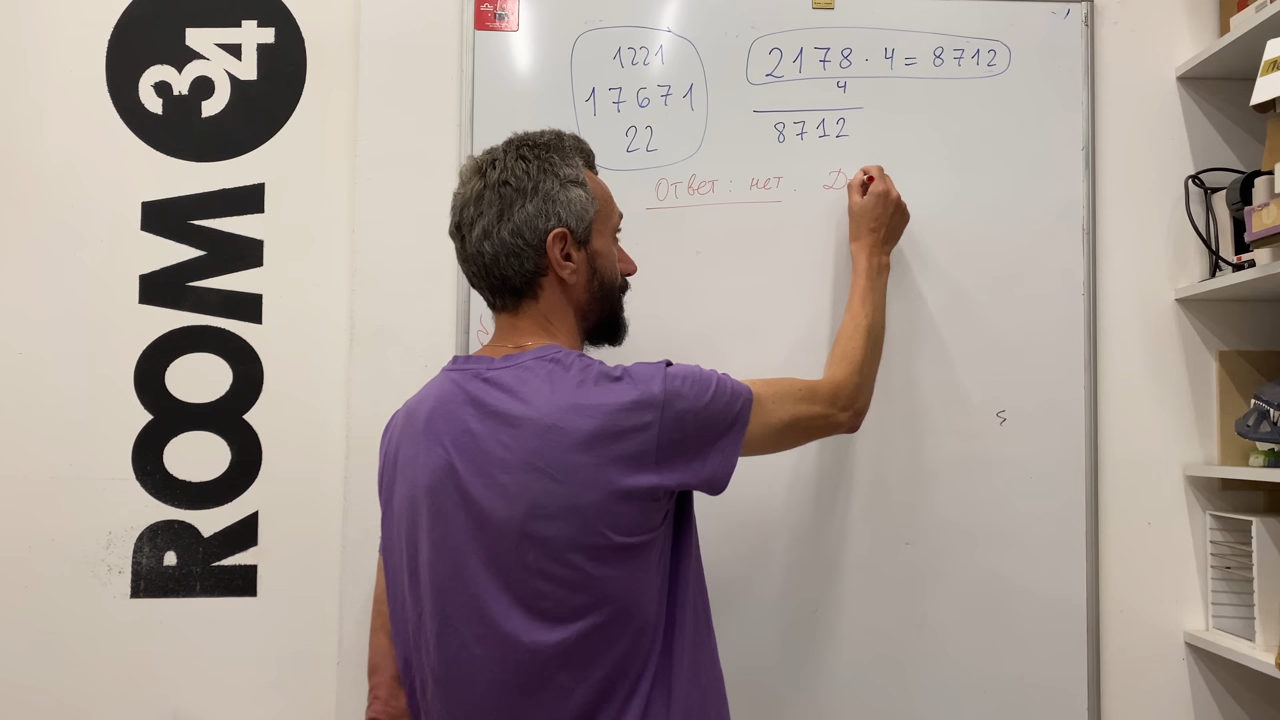 ROOM 34
1221
17671
22
2178 · 4 = 8712
4
8712
Ответ: нет. Д